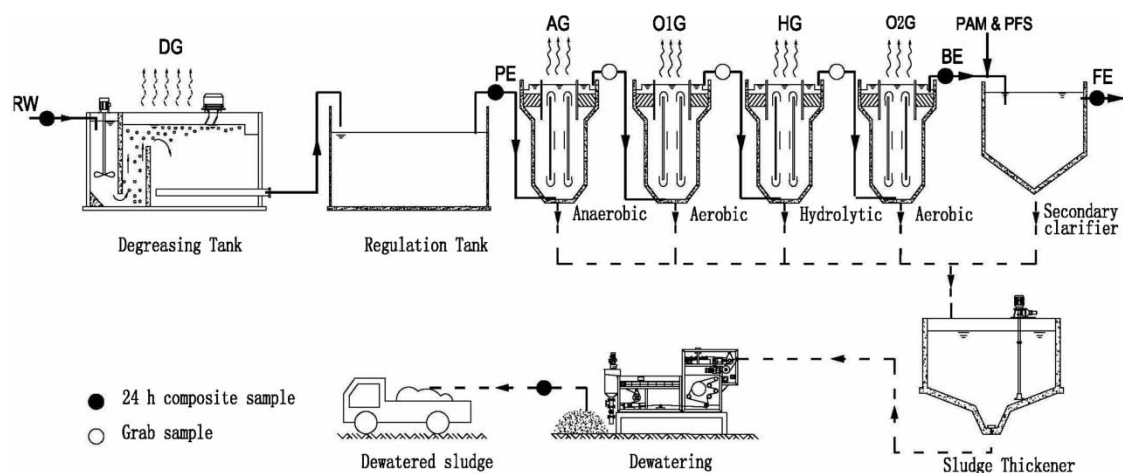 DG
AG
O1G
HG
O2G
PAM & PFS
RW
PE
BE
FE
Degreasing Tank
Regulation Tank
Anaerobic
Aerobic
Hydrolytic
Aerobic
Secondary
clarifier
24 h composite sample
Grab sample
Dewatered sludge
Dewatering
Sludge Thickener